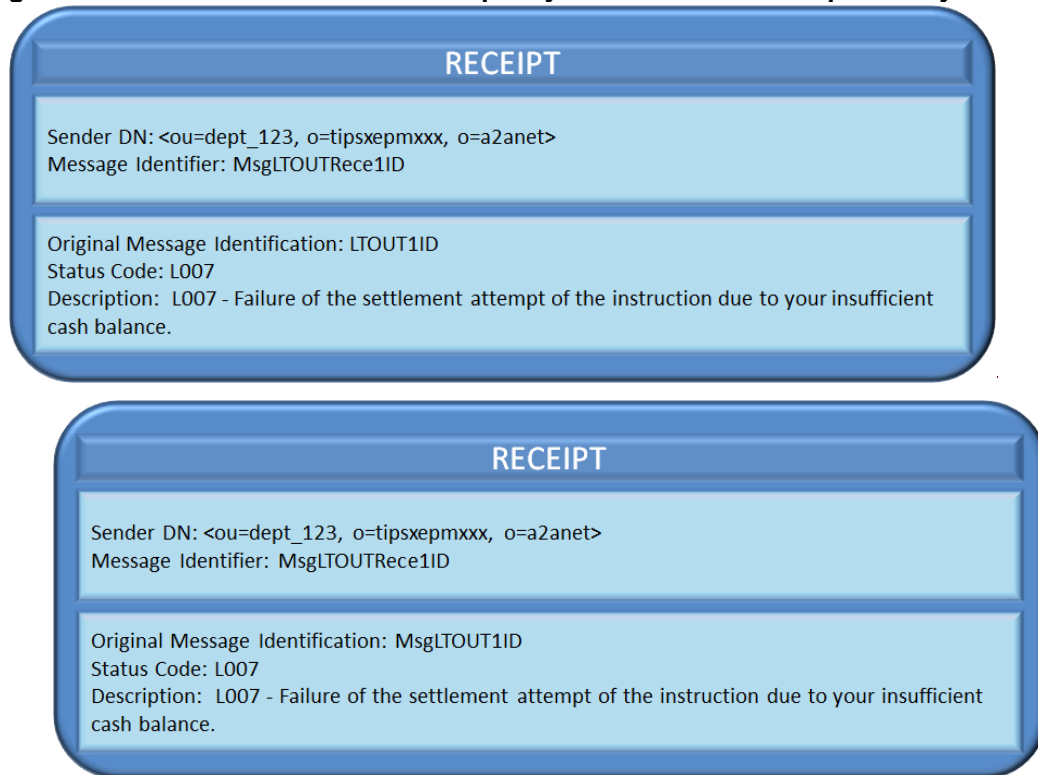 RECEIPT
Sender DN: <ou=dept_123, o=tipsxepmxxx, o=a2anet>
Message Identifier: MsgLTOUTRece1ID
Original Message Identification: LTOUT1ID
Status Code: L007
Description: L007 - Failure of the settlement attempt of the instruction due to your insufficient
cash balance.
RECEIPT
Sender DN: <ou=dept_123, o=tipsxepmxxx, o=a2anet>
Message Identifier: MsgLTOUTRece1ID
Original Message Identification: MsgLTOUT1ID
Status Code: L007
Description: L007 - Failure of the settlement attempt of the instruction due to your insufficient
cash balance.